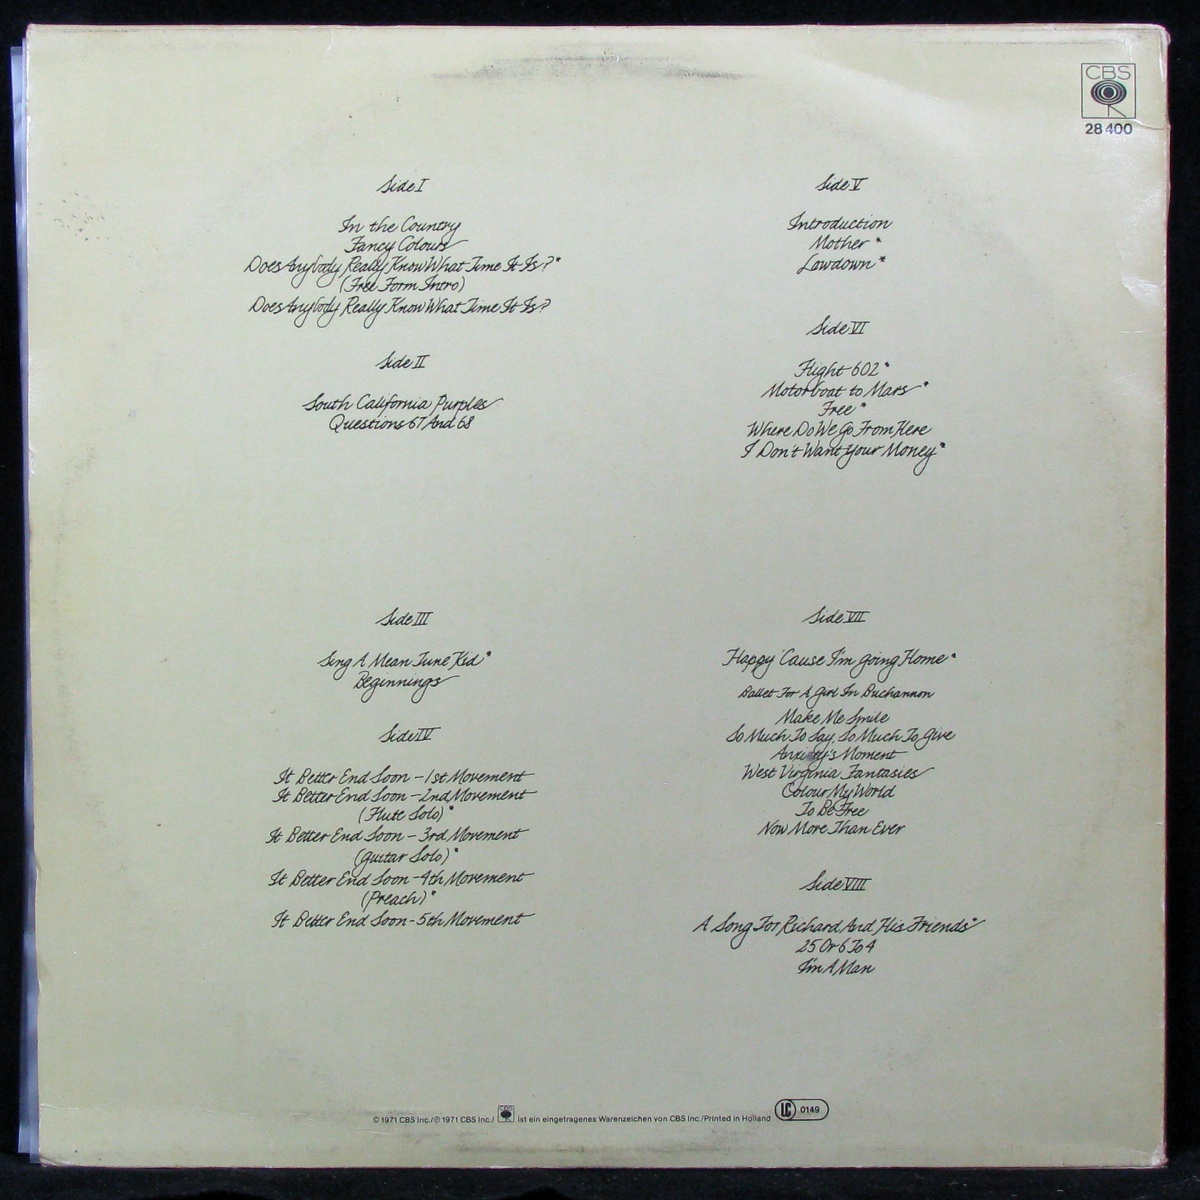 CBS
28 400
Side I
In the Country
Fancy Colours
Does Anybody Really Know What Time It Is?*
(Free Form Intro)
Does Anybody Really Know What Time It Is?
Side II
South California Purples
Questions 67 And 68
Side III
Sing A Mean Tune Kid*
Beginnings
Side IV
It Better End Soon - 1st Movement
It Better End Soon - 2nd Movement
(Flute Solo)*
It Better End Soon - 3rd Movement
(Guitar Solo)*
It Better End Soon - 4th Movement
(Preach)*
It Better End Soon - 5th Movement
Side V
Introduction
Mother*
Lowdown*
Side VI
Flight 602*
Motorboat to Mars*
Free*
Where Do We Go From Here
I Don't Want Your Money*
Side VII
Happy 'Cause I'm Going Home*
Ballet For A Girl In Buchannon
Make Me Smile
So Much To Say, So Much To Give
Anxiety's Moment
West Virginia Fantasies
Colour My World
To Be Free
Now More Than Ever
Side VIII
A Song For Richard And His Friends*
25 Or 6 To 4
I'm A Man
© 1971 CBS Inc./℗ 1971 CBS Inc./ CBS ist ein eingetragenes Warenzeichen von CBS Inc./Printed in Holland LC 0149